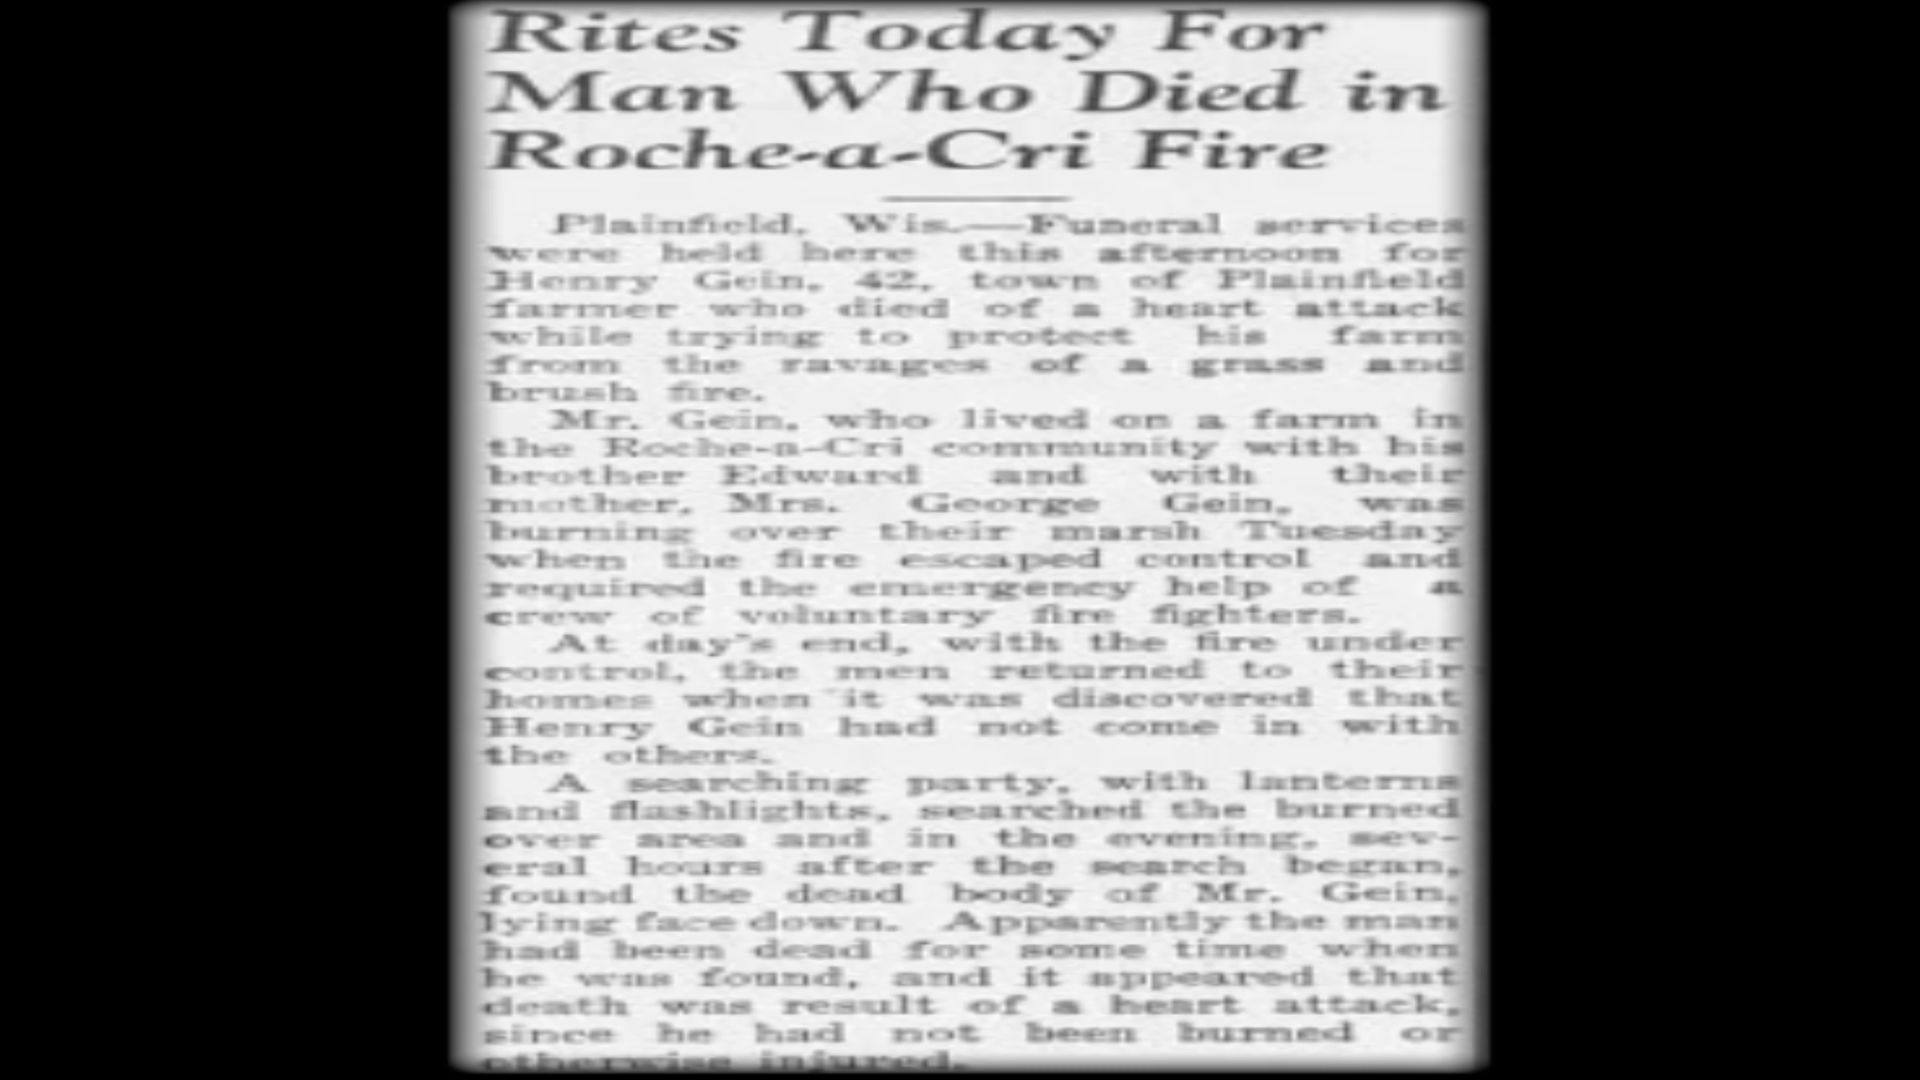 Rites Today For
Man Who Died in
Roche-a-Cri Fire
Plainfield, Wis.—Funeral services
were held here this afternoon for
Henry Gein, 42, town of Plainfield
farmer who died of a heart attack
while trying to protect his farm
from the ravages of a grass and
brush fire.
Mr. Gein, who lived on a farm in
the Roche-a-Cri community with his
brother Edward and with their
mother, Mrs. George Gein, was
burning over their marsh Tuesday
when the fire escaped control and
required the emergency help of a
crew of voluntary fire fighters.
At day's end, with the fire under
control, the men returned to their
homes when it was discovered that
Henry Gein had not come in with
the others.
A searching party, with lanterns
and flashlights, searched the burned
over area and in the evening, sev-
eral hours after the search began,
found the dead body of Mr. Gein,
lying face down. Apparently the man
had been dead for some time when
he was found, and it appeared that
death was result of a heart attack,
since he had not been burned or
otherwise injured.